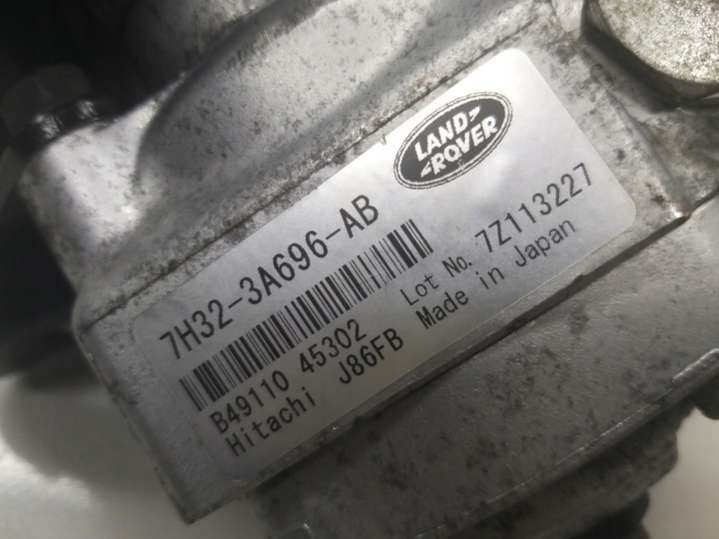 LAND
ROVER
7H32-3A696-AB
Lot No. 7Z113227
B49110 45302
Made in Japan
Hitachi J86FB